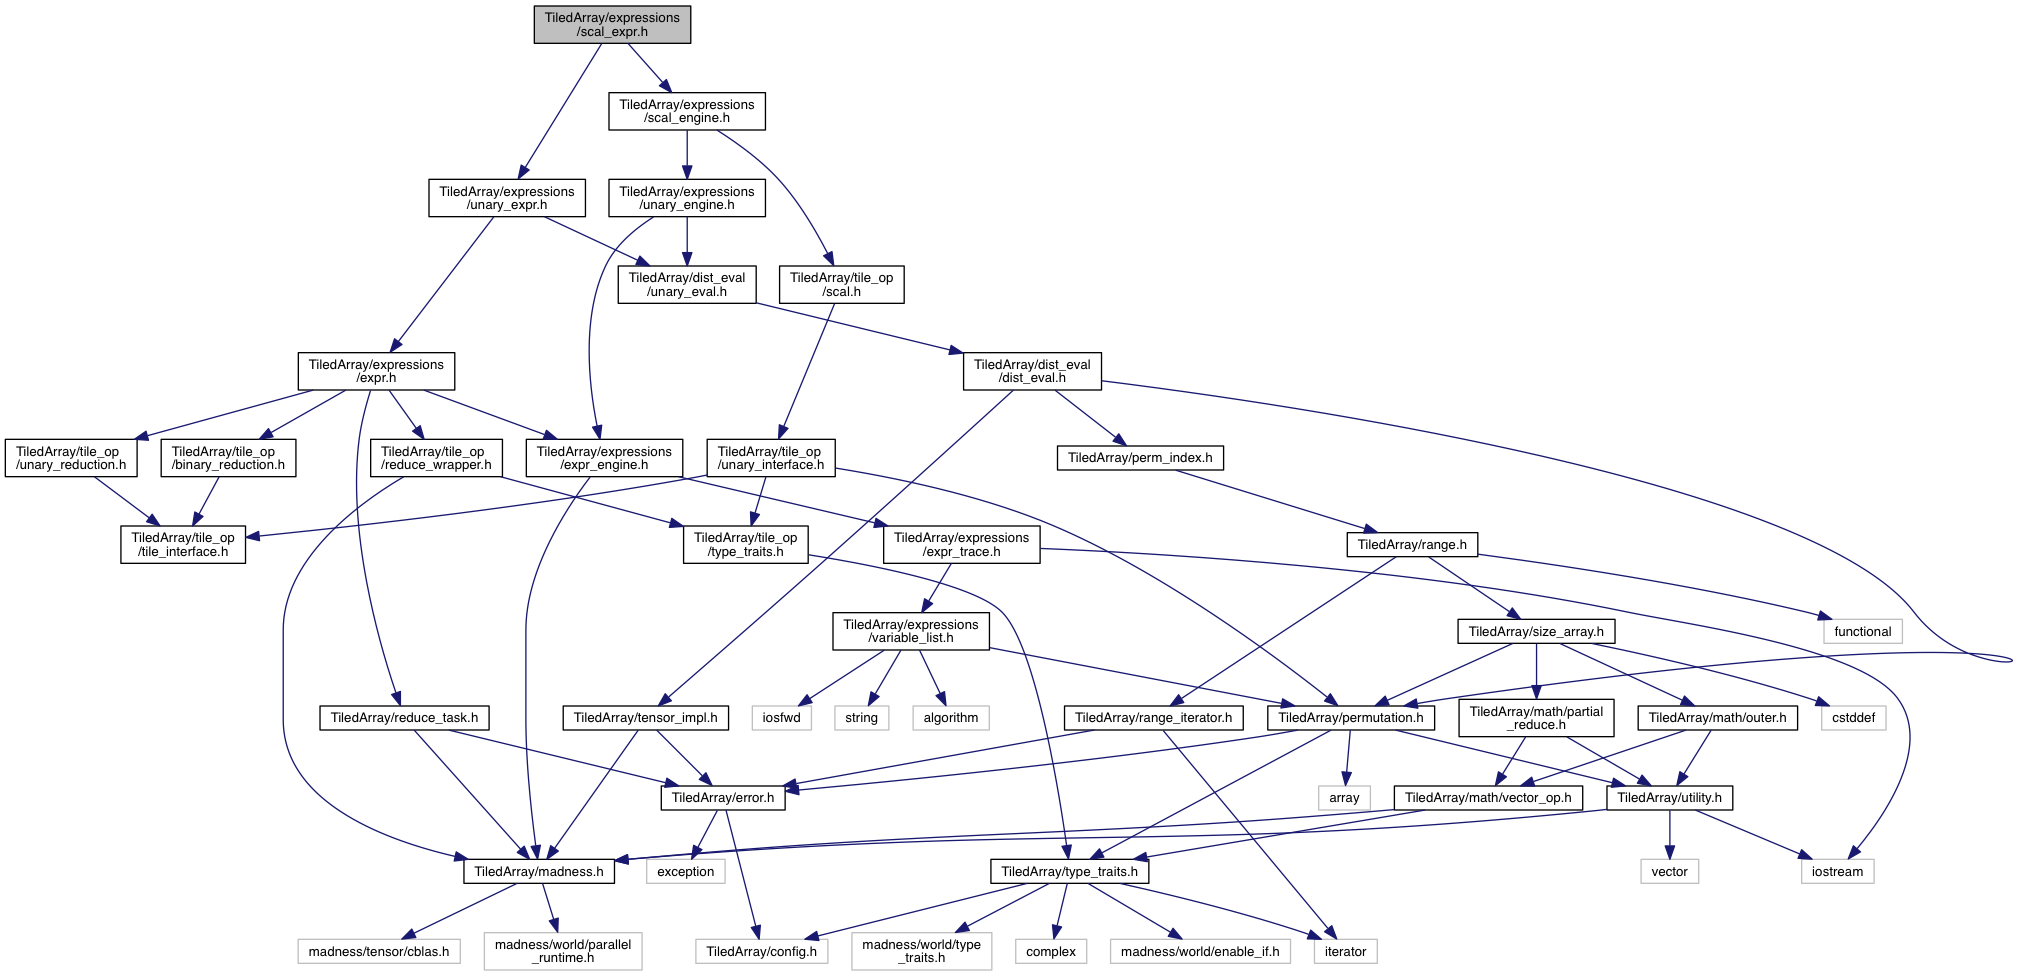 TiledArray/expressions
/scal_expr.h
TiledArray/expressions
/scal_engine.h
TiledArray/expressions
/unary_expr.h
TiledArray/expressions
/unary_engine.h
TiledArray/dist_eval
/unary_eval.h
TiledArray/tile_op
/scal.h
TiledArray/expressions
/expr.h
TiledArray/dist_eval
/dist_eval.h
TiledArray/tile_op
/unary_reduction.h
TiledArray/tile_op
/binary_reduction.h
TiledArray/tile_op
/reduce_wrapper.h
TiledArray/expressions
/expr_engine.h
TiledArray/tile_op
/unary_interface.h
TiledArray/perm_index.h
TiledArray/tile_op
/tile_interface.h
TiledArray/tile_op
/type_traits.h
TiledArray/expressions
/expr_trace.h
TiledArray/range.h
TiledArray/expressions
/variable_list.h
TiledArray/size_array.h
functional
TiledArray/reduce_task.h
TiledArray/tensor_impl.h
iosfwd
string
algorithm
TiledArray/range_iterator.h
TiledArray/permutation.h
TiledArray/math/partial
_reduce.h
TiledArray/math/outer.h
cstddef
TiledArray/error.h
array
TiledArray/math/vector_op.h
TiledArray/utility.h
TiledArray/madness.h
exception
TiledArray/type_traits.h
vector
iostream
madness/tensor/cblas.h
madness/world/parallel
_runtime.h
TiledArray/config.h
madness/world/type
_traits.h
complex
madness/world/enable_if.h
iterator